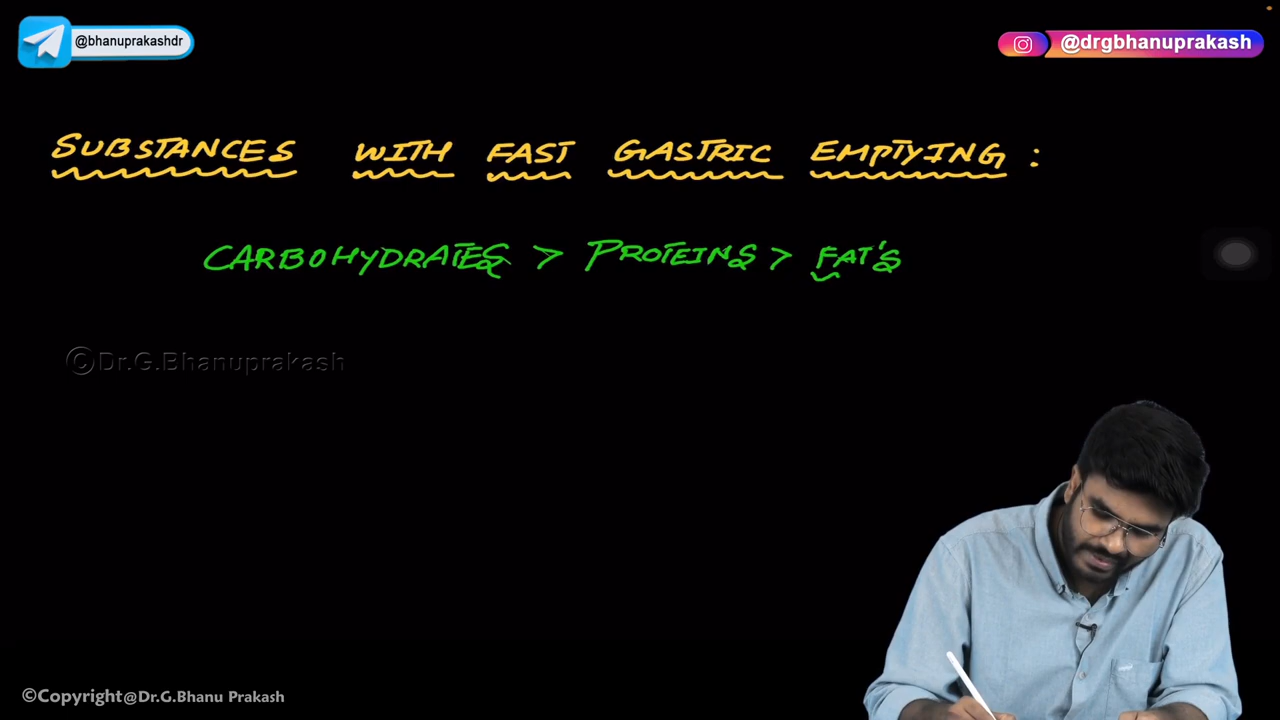 @bhanuprakashdr
@drgbhanuprakash
SUBSTANCES WITH FAST GASTRIC EMPTYING :
CARBOHYDRATES > PROTEINS > FAT'S
©Dr.G.Bhanuprakash
©Copyright@Dr.G.Bhanu Prakash